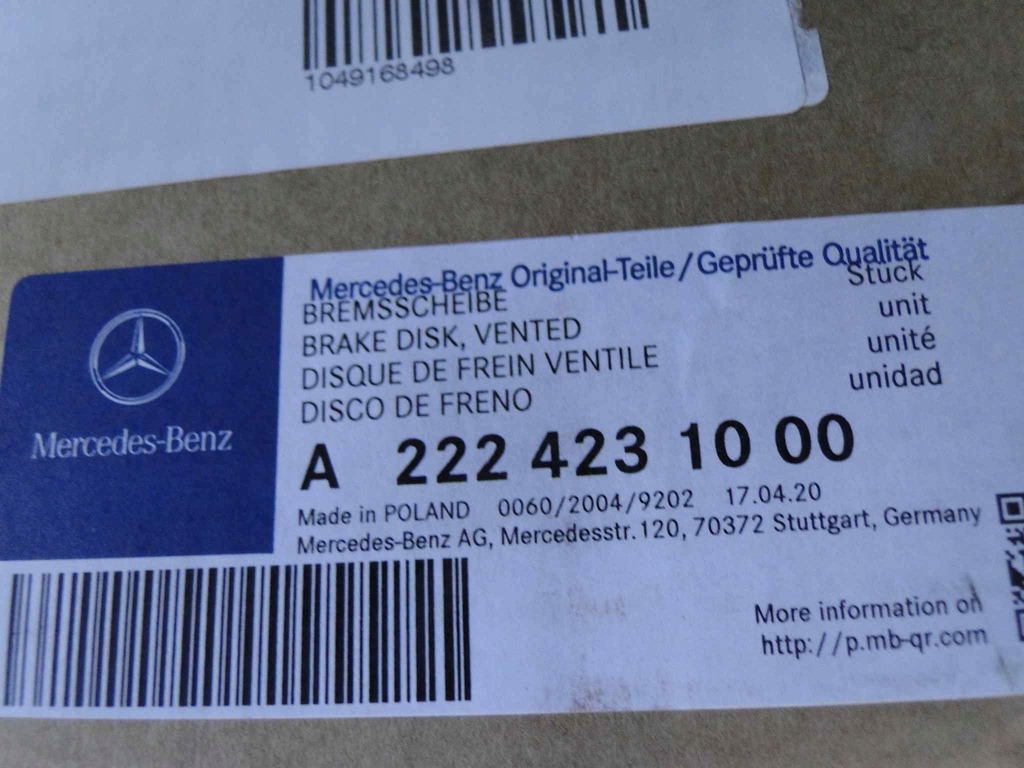 1049168498
Mercedes-Benz Original-Teile/Geprüfte Qualität
BREMSSCHEIBE Stück
BRAKE DISK, VENTED unit
DISQUE DE FREIN VENTILE unité
DISCO DE FRENO unidad
Mercedes-Benz
A 222 423 10 00
Made in POLAND 0060/2004/9202 17.04.20
Mercedes-Benz AG, Mercedesstr.120, 70372 Stuttgart, Germany
More information on
http://p.mb-qr.com